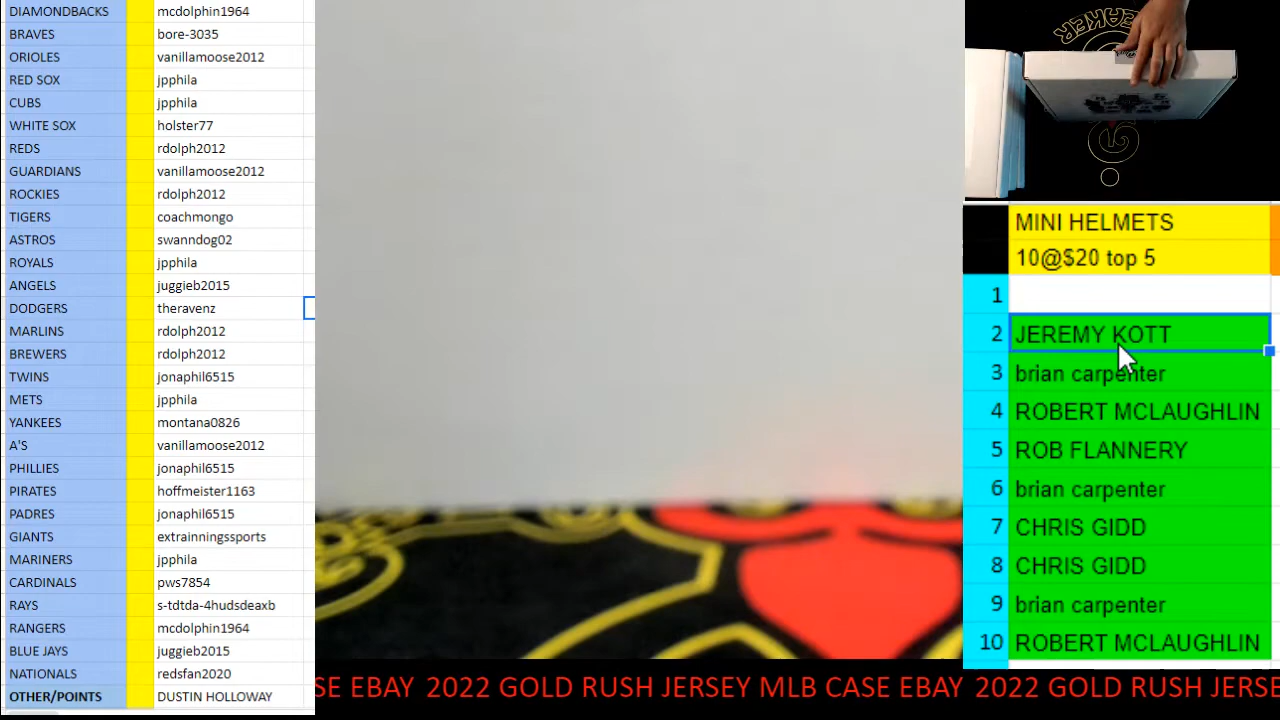 DIAMONDBACKS mcdolphin1964
BRAVES bore-3035
ORIOLES vanillamoose2012
RED SOX jpphila
CUBS jpphila
WHITE SOX holster77
REDS rdolph2012
GUARDIANS vanillamoose2012
ROCKIES rdolph2012
TIGERS coachmongo
ASTROS swanndog02
ROYALS jpphila
ANGELS juggieb2015
DODGERS theravenz
MARLINS rdolph2012
BREWERS rdolph2012
TWINS jonaphil6515
METS jpphila
YANKEES montana0826
A'S vanillamoose2012
PHILLIES jonaphil6515
PIRATES hoffmeister1163
PADRES jonaphil6515
GIANTS extrainningssports
MARINERS jpphila
CARDINALS pws7854
RAYS s-tdtda-4hudsdeaxb
RANGERS mcdolphin1964
BLUE JAYS juggieb2015
NATIONALS redsfan2020
OTHER/POINTS DUSTIN HOLLOWAY
MINI HELMETS
10@$20 top 5
1
2 JEREMY KOTT
3 brian carpenter
4 ROBERT MCLAUGHLIN
5 ROB FLANNERY
6 brian carpenter
7 CHRIS GIDD
8 CHRIS GIDD
9 brian carpenter
10 ROBERT MCLAUGHLIN
SE EBAY 2022 GOLD RUSH JERSEY MLB CASE EBAY 2022 GOLD RUSH JERSE